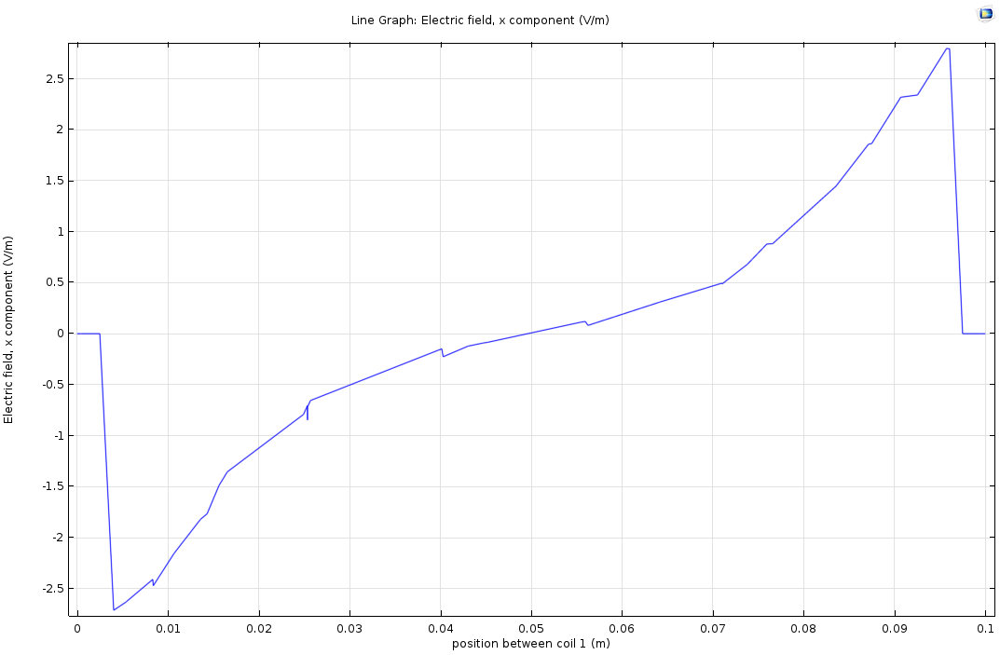 Line Graph: Electric field, x component (V/m)
Electric field, x component (V/m)
2.5
2
1.5
1
0.5
0
-0.5
-1
-1.5
-2
-2.5
0 0.01 0.02 0.03 0.04 0.05 0.06 0.07 0.08 0.09 0.1
position between coil 1 (m)